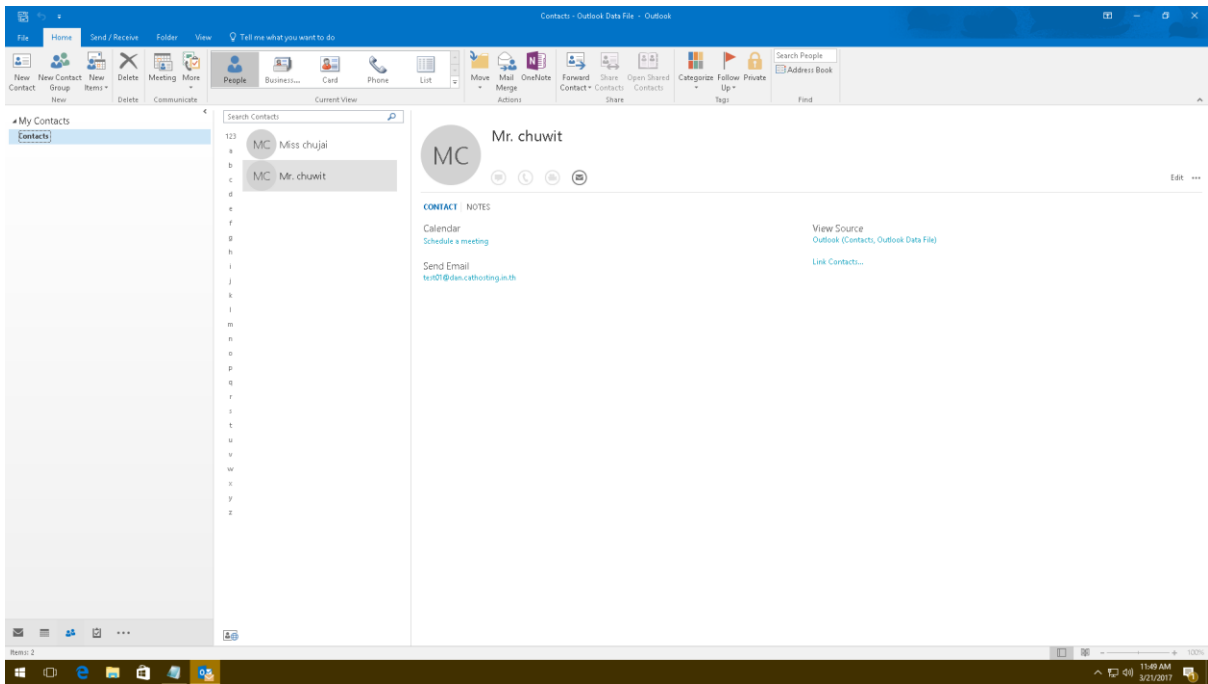 Contacts - Outlook Data File - Outlook
File Home Send / Receive Folder View Tell me what you want to do
New Contact
New Contact Group
New Items
Delete
Meeting
More
People
Business...
Card
Phone
List
Move
Mail Merge
OneNote
Forward Contact
Share Contacts
Open Shared Contacts
Categorize
Follow Up
Private
Search People
Address Book
New Delete Communicate Current View Actions Share Tags Find
My Contacts
Contacts
Search Contacts
123
a
b
c
d
e
f
g
h
i
j
k
l
m
n
o
p
q
r
s
t
u
v
w
x
y
z
MC Miss chujai
MC Mr. chuwit
MC
Mr. chuwit
Edit
CONTACT NOTES
Calendar
Schedule a meeting
Send Email
test01@dan.cathosting.in.th
View Source
Outlook (Contacts, Outlook Data File)
Link Contacts...
Items: 2
100%
11:49 AM
3/21/2017